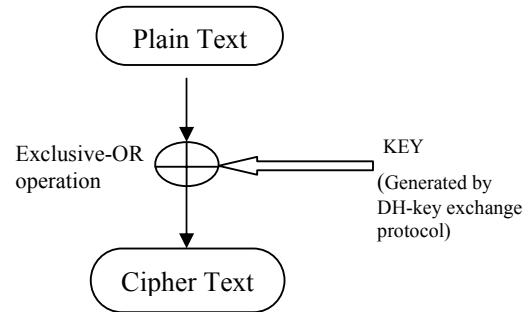 Plain Text
Exclusive-OR
operation
KEY
(Generated by
DH-key exchange
protocol)
Cipher Text